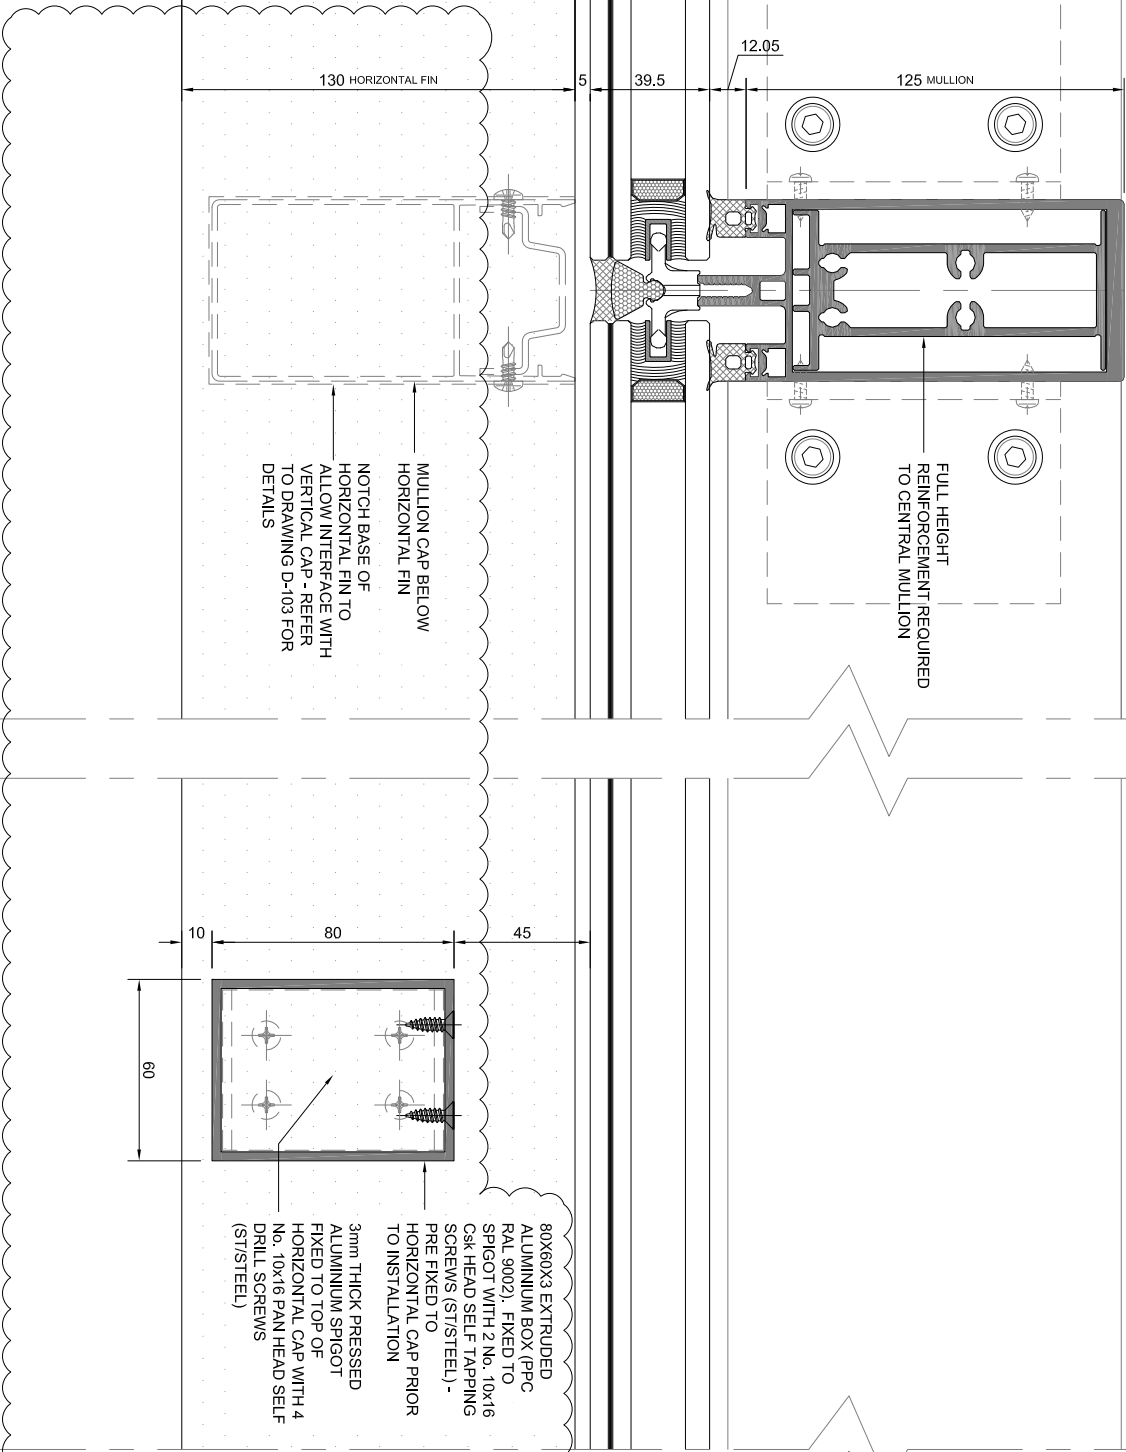 12.05
130 HORIZONTAL FIN
5
39.5
125 MULLION
FULL HEIGHT
REINFORCEMENT REQUIRED
TO CENTRAL MULLION
MULLION CAP BELOW
HORIZONTAL FIN
NOTCH BASE OF
HORIZONTAL FIN TO
ALLOW INTERFACE WITH
VERTICAL CAP - REFER
TO DRAWING D-103 FOR
DETAILS
10
80
45
60
80X60X3 EXTRUDED
ALUMINIUM BOX (PPC
RAL 9002). FIXED TO
SPIGOT WITH 2 No. 10x16
Csk HEAD SELF TAPPING
SCREWS (ST/STEEL) -
PRE FIXED TO
HORIZONTAL CAP PRIOR
TO INSTALLATION
3mm THICK PRESSED
ALUMINIUM SPIGOT
FIXED TO TOP OF
HORIZONTAL CAP WITH 4
No. 10x16 PAN HEAD SELF
DRILL SCREWS
(ST/STEEL)